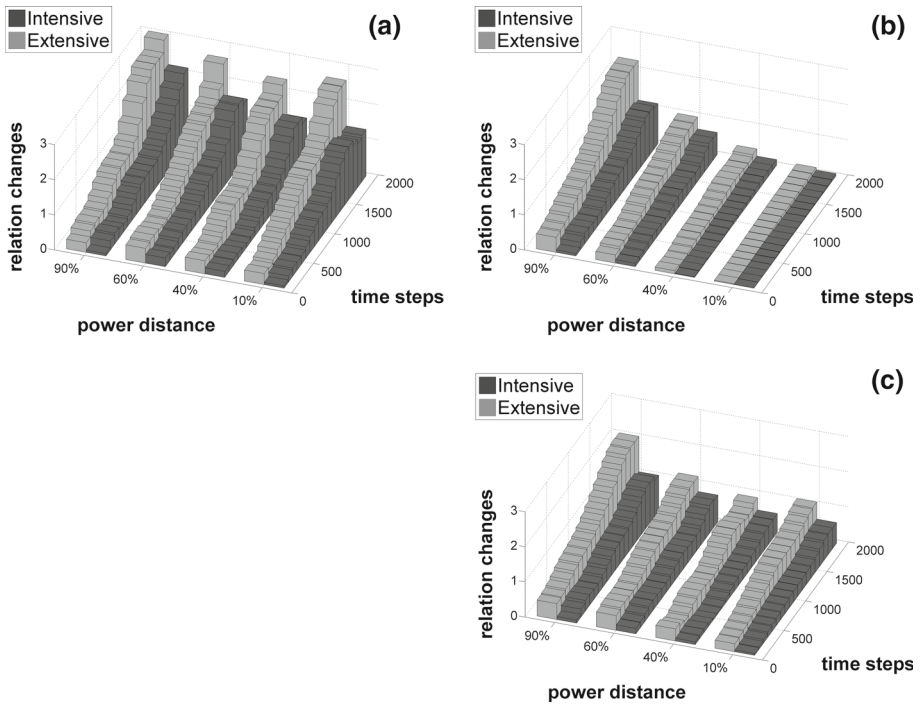 Intensive
Extensive
(a)
relation changes
3
2
1
0
90%
60%
40%
10%
power distance
0
500
1000
1500
2000
time steps
Intensive
Extensive
(b)
relation changes
3
2
1
0
90%
60%
40%
10%
power distance
0
500
1000
1500
2000
time steps
Intensive
Extensive
(c)
relation changes
3
2
1
0
90%
60%
40%
10%
power distance
0
500
1000
1500
2000
time steps